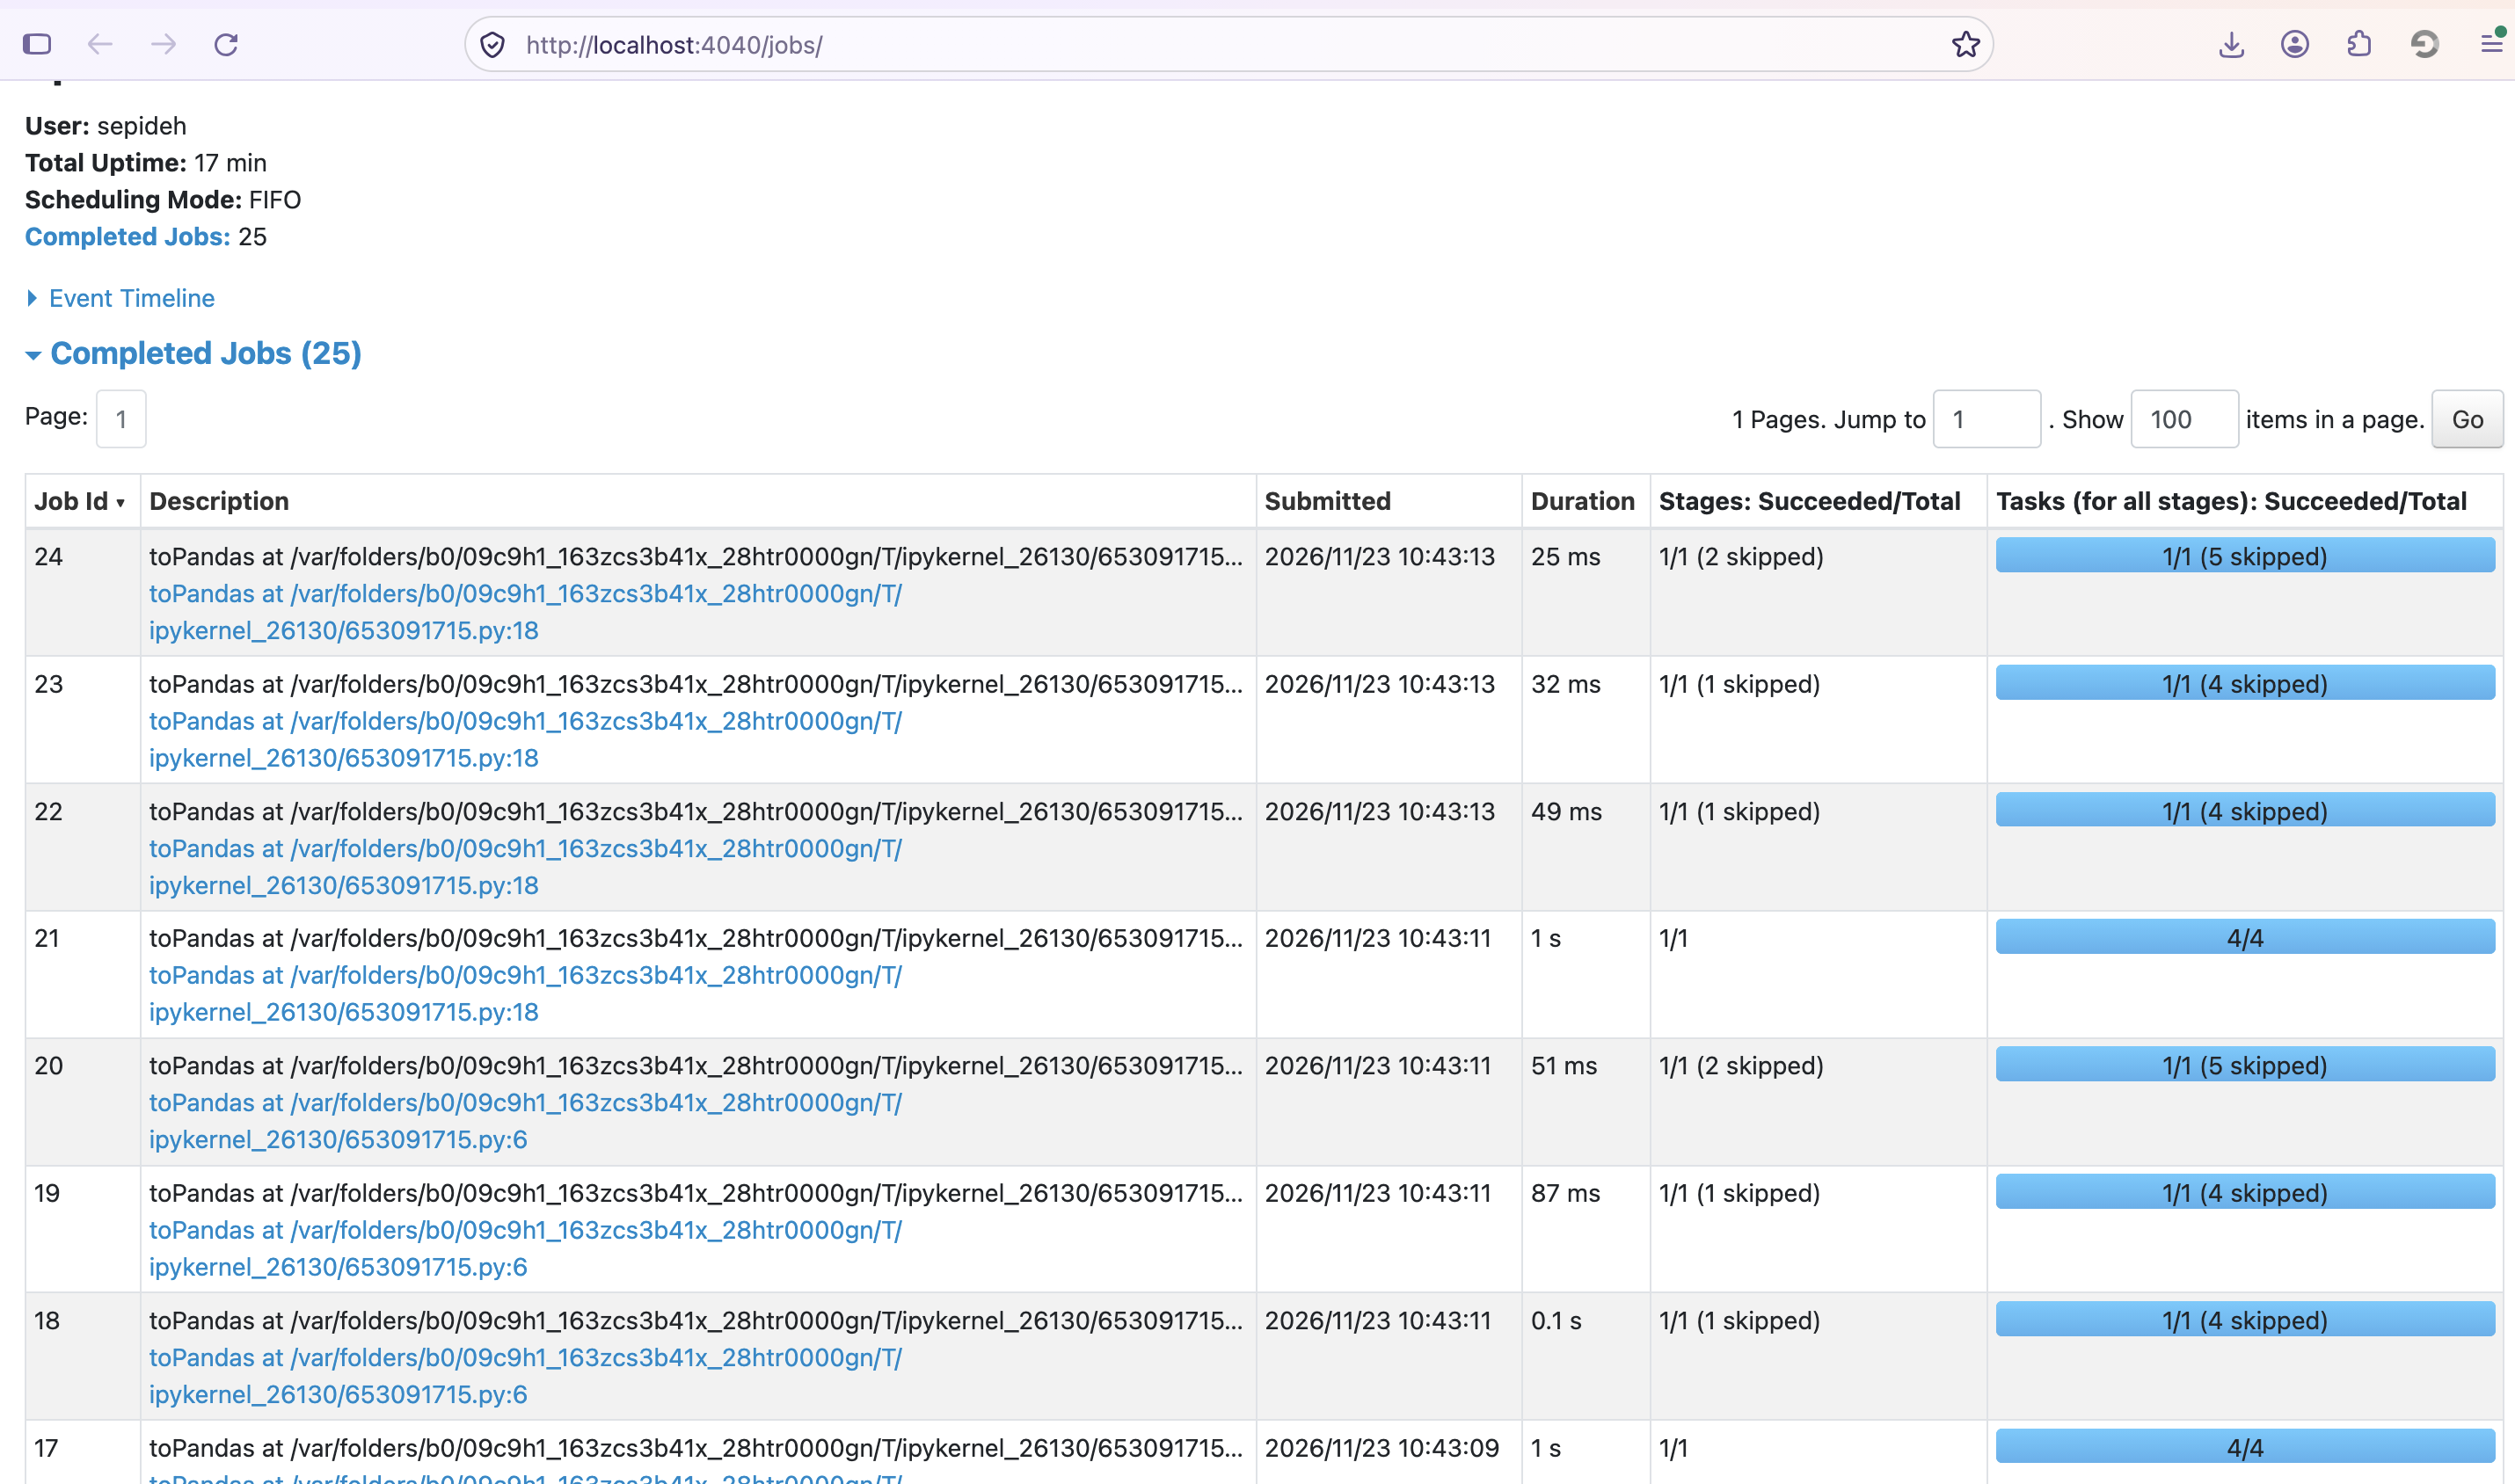 http://localhost:4040/jobs/
User: sepideh
Total Uptime: 17 min
Scheduling Mode: FIFO
Completed Jobs: 25
Event Timeline
Completed Jobs (25)
Page: 1
1 Pages. Jump to 1 . Show 100 items in a page. Go
Job Id ▾ Description Submitted Duration Stages: Succeeded/Total Tasks (for all stages): Succeeded/Total
24 toPandas at /var/folders/b0/09c9h1_163zcs3b41x_28htr0000gn/T/ipykernel_26130/653091715... 2026/11/23 10:43:13 25 ms 1/1 (2 skipped) 1/1 (5 skipped)
toPandas at /var/folders/b0/09c9h1_163zcs3b41x_28htr0000gn/T/
ipykernel_26130/653091715.py:18
23 toPandas at /var/folders/b0/09c9h1_163zcs3b41x_28htr0000gn/T/ipykernel_26130/653091715... 2026/11/23 10:43:13 32 ms 1/1 (1 skipped) 1/1 (4 skipped)
toPandas at /var/folders/b0/09c9h1_163zcs3b41x_28htr0000gn/T/
ipykernel_26130/653091715.py:18
22 toPandas at /var/folders/b0/09c9h1_163zcs3b41x_28htr0000gn/T/ipykernel_26130/653091715... 2026/11/23 10:43:13 49 ms 1/1 (1 skipped) 1/1 (4 skipped)
toPandas at /var/folders/b0/09c9h1_163zcs3b41x_28htr0000gn/T/
ipykernel_26130/653091715.py:18
21 toPandas at /var/folders/b0/09c9h1_163zcs3b41x_28htr0000gn/T/ipykernel_26130/653091715... 2026/11/23 10:43:11 1 s 1/1 4/4
toPandas at /var/folders/b0/09c9h1_163zcs3b41x_28htr0000gn/T/
ipykernel_26130/653091715.py:18
20 toPandas at /var/folders/b0/09c9h1_163zcs3b41x_28htr0000gn/T/ipykernel_26130/653091715... 2026/11/23 10:43:11 51 ms 1/1 (2 skipped) 1/1 (5 skipped)
toPandas at /var/folders/b0/09c9h1_163zcs3b41x_28htr0000gn/T/
ipykernel_26130/653091715.py:6
19 toPandas at /var/folders/b0/09c9h1_163zcs3b41x_28htr0000gn/T/ipykernel_26130/653091715... 2026/11/23 10:43:11 87 ms 1/1 (1 skipped) 1/1 (4 skipped)
toPandas at /var/folders/b0/09c9h1_163zcs3b41x_28htr0000gn/T/
ipykernel_26130/653091715.py:6
18 toPandas at /var/folders/b0/09c9h1_163zcs3b41x_28htr0000gn/T/ipykernel_26130/653091715... 2026/11/23 10:43:11 0.1 s 1/1 (1 skipped) 1/1 (4 skipped)
toPandas at /var/folders/b0/09c9h1_163zcs3b41x_28htr0000gn/T/
ipykernel_26130/653091715.py:6
17 toPandas at /var/folders/b0/09c9h1_163zcs3b41x_28htr0000gn/T/ipykernel_26130/653091715... 2026/11/23 10:43:09 1 s 1/1 4/4